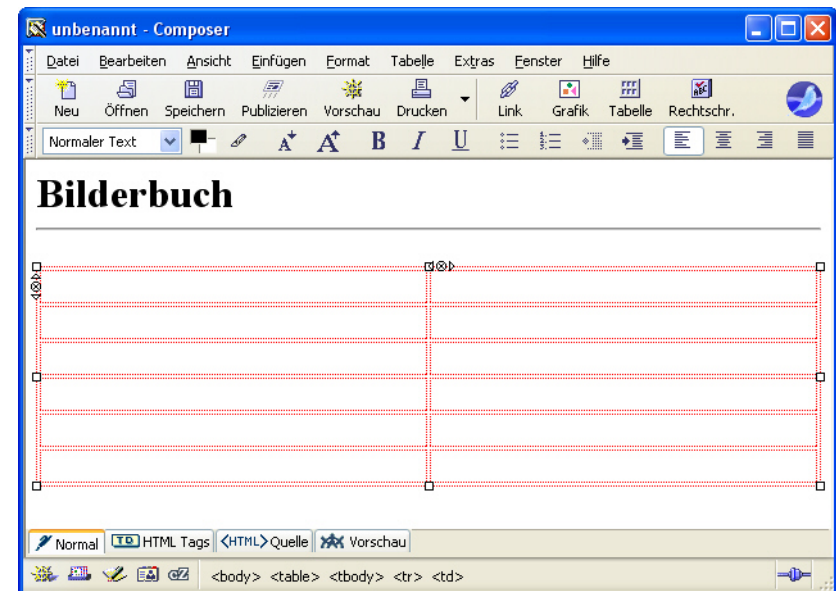 unbenannt - Composer
Datei Bearbeiten Ansicht Einfügen Format Tabelle Extras Fenster Hilfe
Neu Öffnen Speichern Publizieren Vorschau Drucken Link Grafik Tabelle Rechtschr.
Normaler Text A A B I U
Bilderbuch
Normal TD HTML Tags <HTML> Quelle Vorschau
<body> <table> <tbody> <tr> <td>